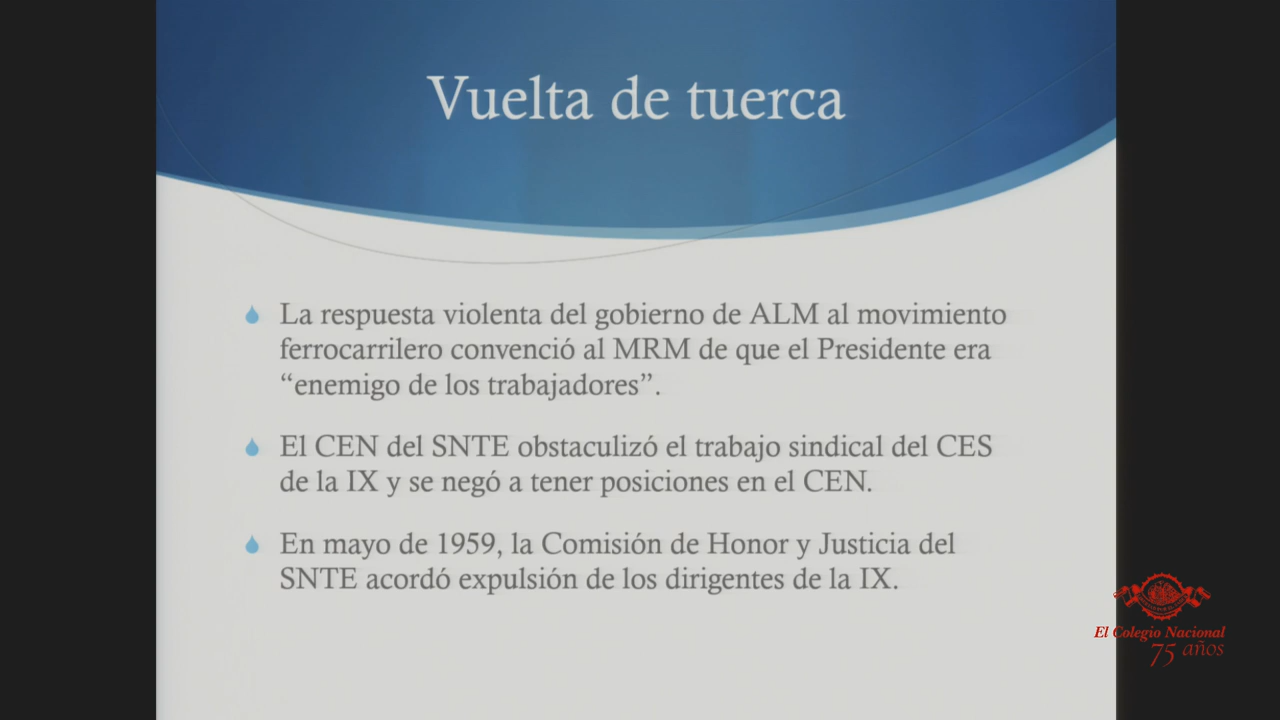 Vuelta de tuerca
La respuesta violenta del gobierno de ALM al movimiento
ferrocarrilero convenció al MRM de que el Presidente era
“enemigo de los trabajadores”.
El CEN del SNTE obstaculizó el trabajo sindical del CES
de la IX y se negó a tener posiciones en el CEN.
En mayo de 1959, la Comisión de Honor y Justicia del
SNTE acordó expulsión de los dirigentes de la IX.
El Colegio Nacional
75 años